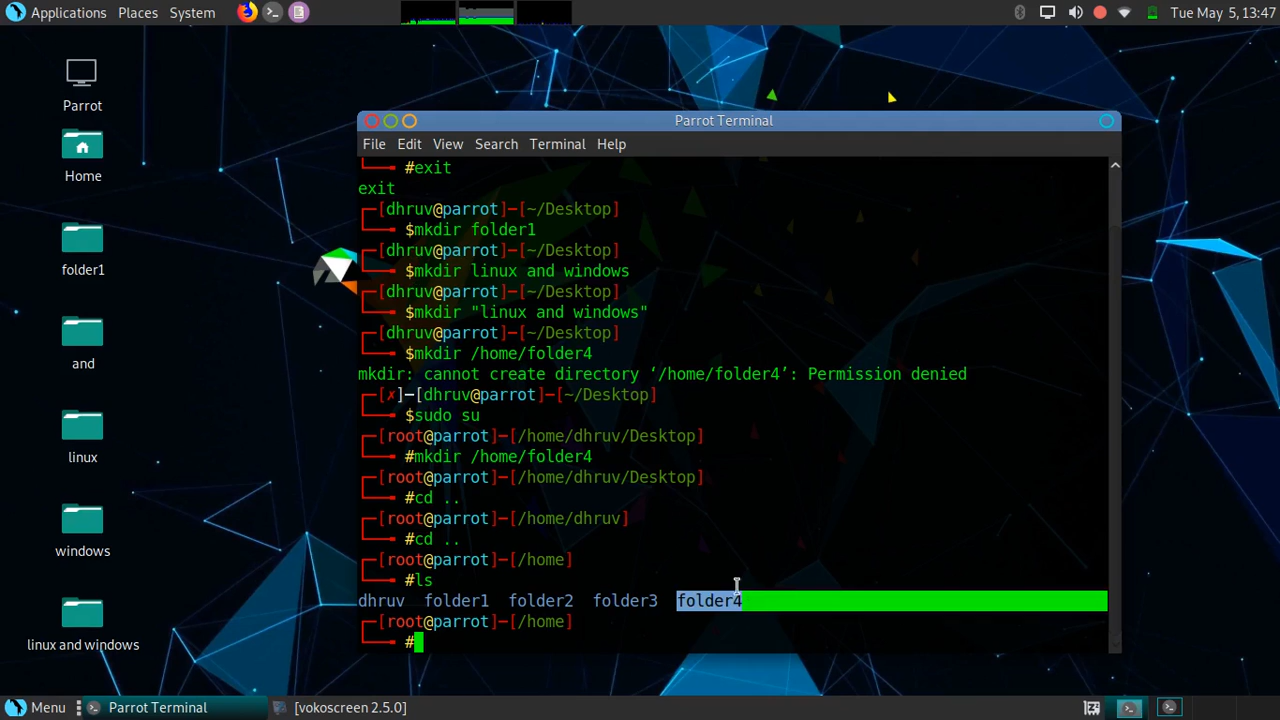 Applications Places System
Tue May 5, 13:47
Parrot
Home
folder1
and
linux
windows
linux and windows
Parrot Terminal
File Edit View Search Terminal Help
#exit
exit
[dhruv@parrot]─[~/Desktop]
$mkdir folder1
[dhruv@parrot]─[~/Desktop]
$mkdir linux and windows
[dhruv@parrot]─[~/Desktop]
$mkdir "linux and windows"
[dhruv@parrot]─[~/Desktop]
$mkdir /home/folder4
mkdir: cannot create directory ‘/home/folder4’: Permission denied
[✗]─[dhruv@parrot]─[~/Desktop]
$sudo su
[root@parrot]─[/home/dhruv/Desktop]
#mkdir /home/folder4
[root@parrot]─[/home/dhruv/Desktop]
#cd ..
[root@parrot]─[/home/dhruv]
#cd ..
[root@parrot]─[/home]
#ls
dhruv folder1 folder2 folder3 folder4
[root@parrot]─[/home]
#
Menu Parrot Terminal [vokoscreen 2.5.0]